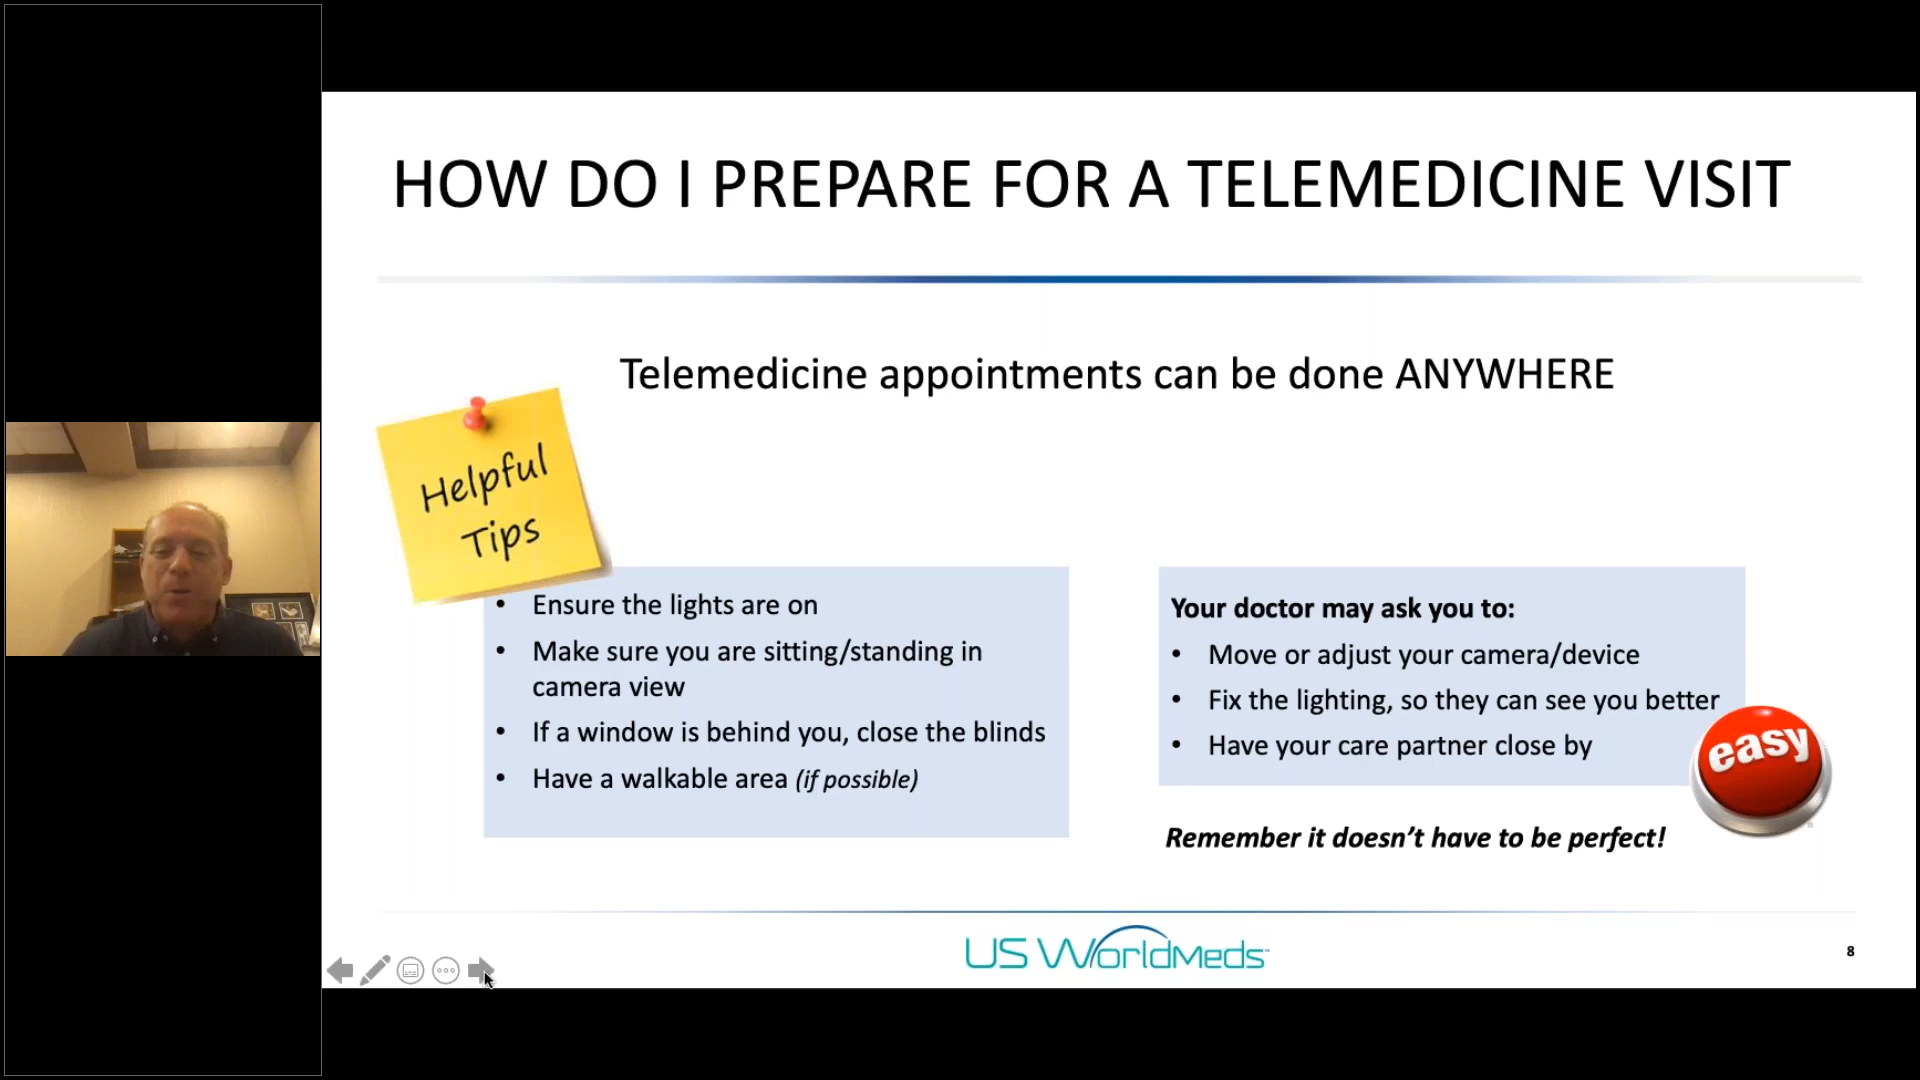 HOW DO I PREPARE FOR A TELEMEDICINE VISIT
Telemedicine appointments can be done ANYWHERE
Helpful
Tips
• Ensure the lights are on
• Make sure you are sitting/standing in
camera view
• If a window is behind you, close the blinds
• Have a walkable area (if possible)
Your doctor may ask you to:
• Move or adjust your camera/device
• Fix the lighting, so they can see you better
• Have your care partner close by
easy
Remember it doesn’t have to be perfect!
US WorldMeds
8